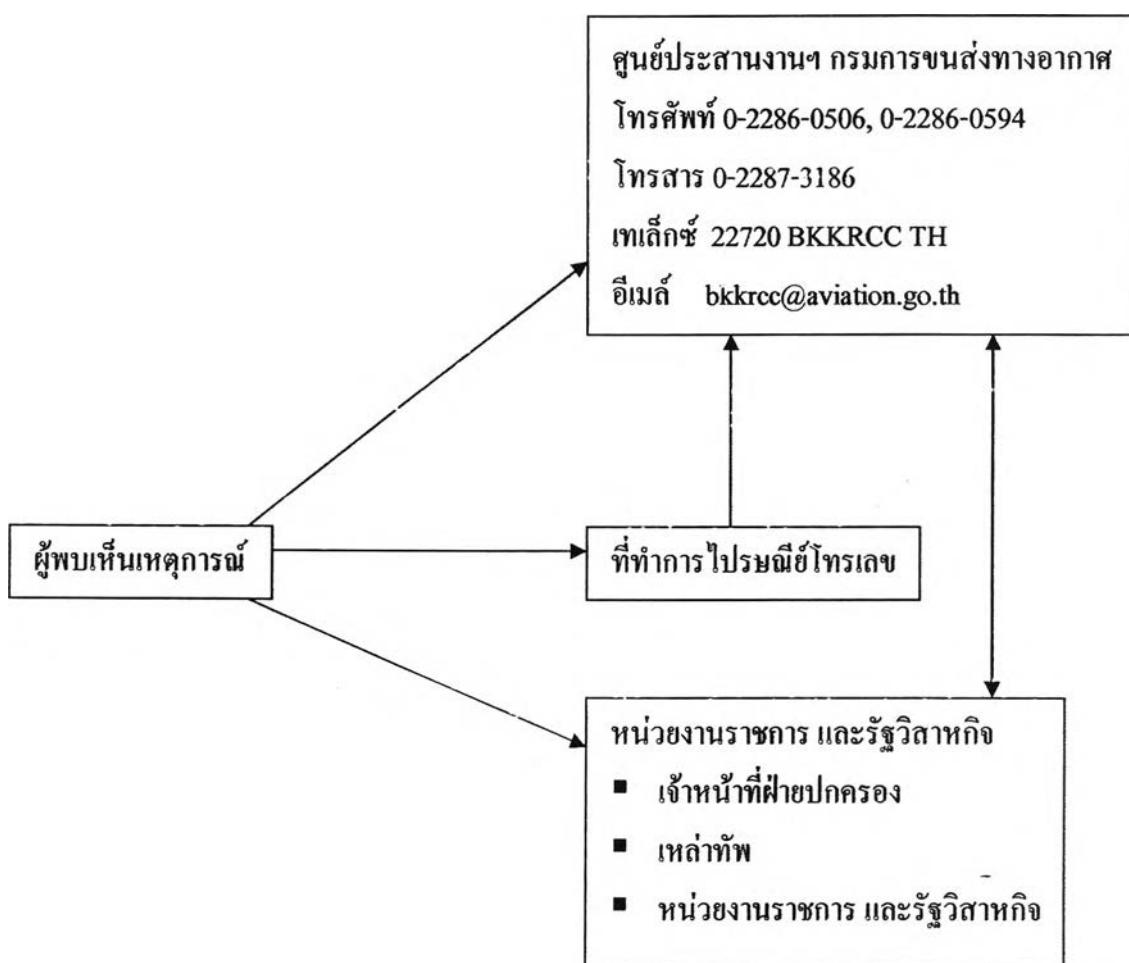 ศูนย์ประสานงานฯ กรมการขนส่งทางอากาศ
โทรศัพท์ 0-2286-0506, 0-2286-0594
โทรสาร 0-2287-3186
เทเล็กซ์ 22720 BKKRCC TH
อีเมล์ bkkrcc@aviation.go.th
ผู้พบเห็นเหตุการณ์
ที่ทำการไปรษณีย์โทรเลข
หน่วยงานราชการ และรัฐวิสาหกิจ
▪ เจ้าหน้าที่ฝ่ายปกครอง
▪ เหล่าทัพ
▪ หน่วยงานราชการ และรัฐวิสาหกิจ